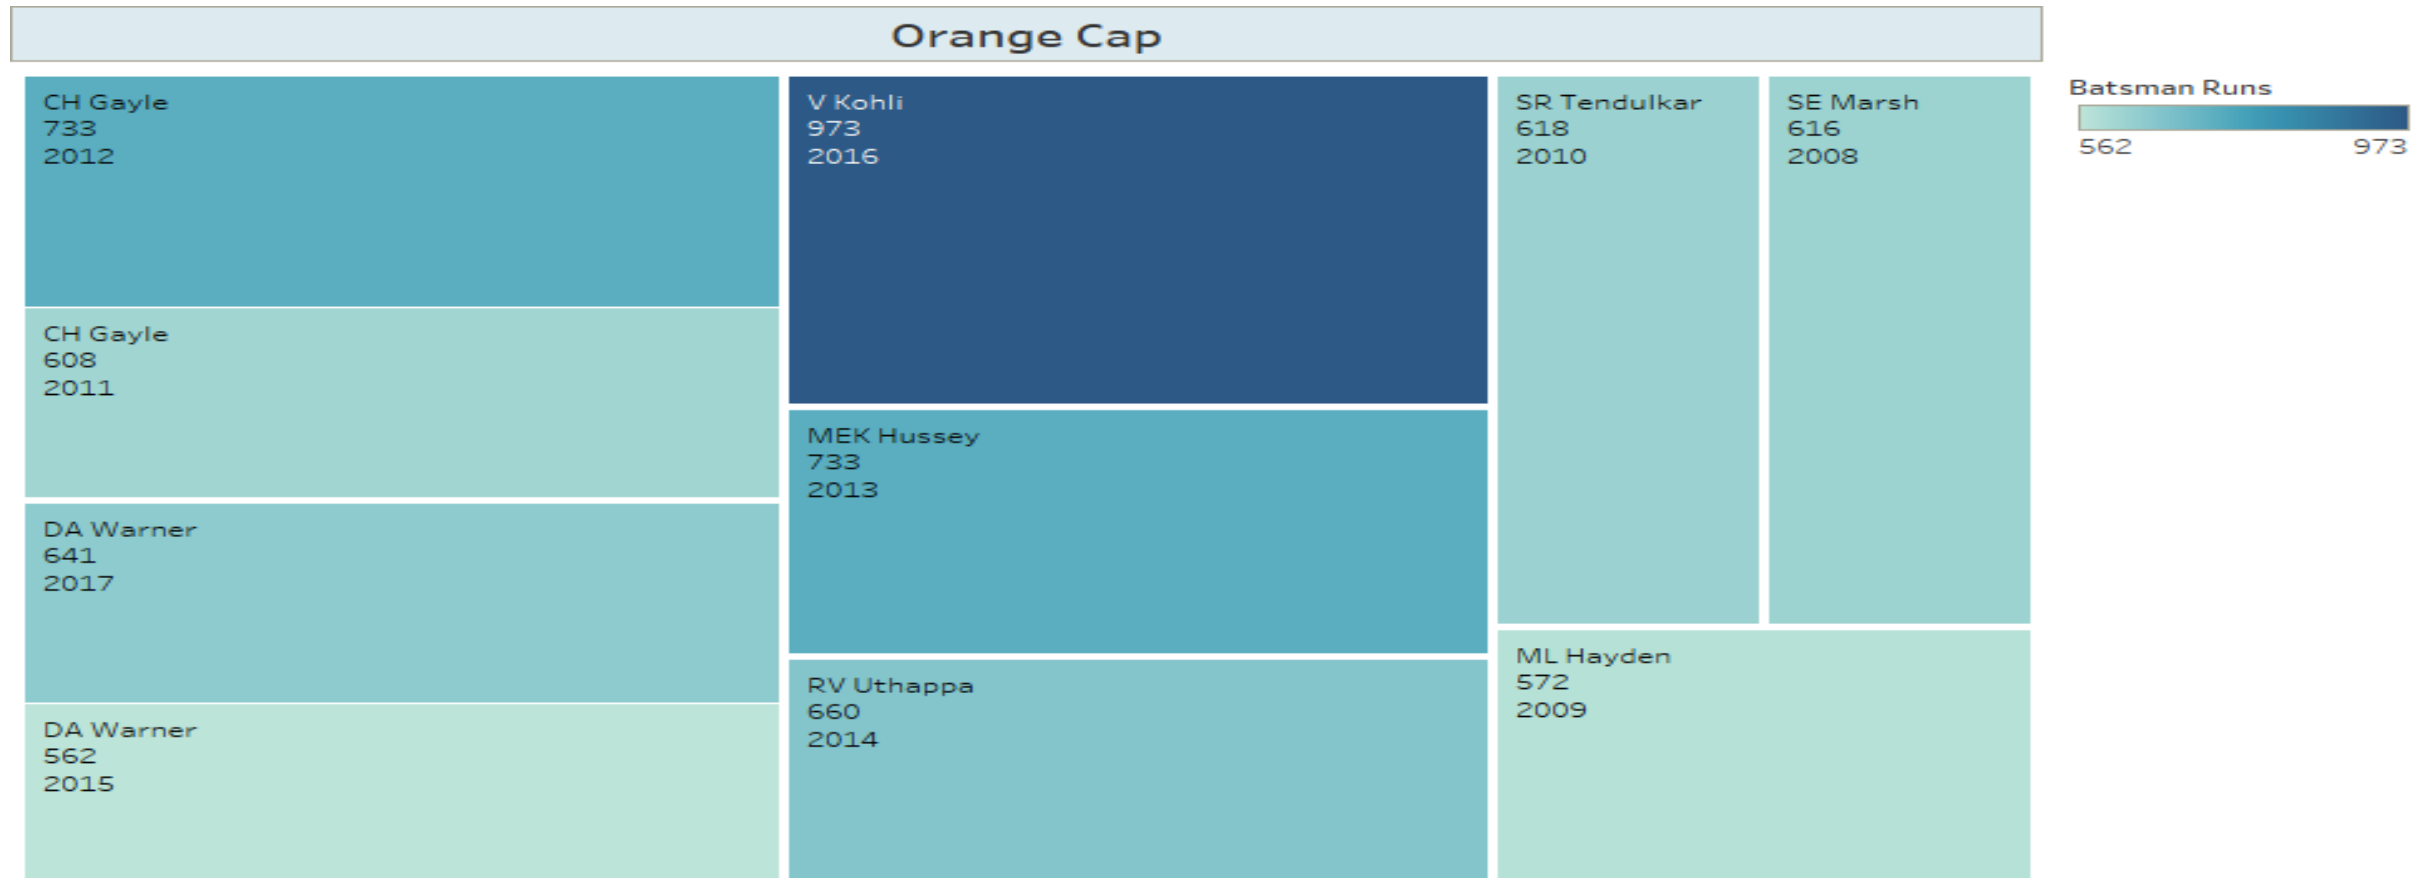 Orange Cap
CH Gayle
733
2012
CH Gayle
608
2011
DA Warner
641
2017
DA Warner
562
2015
V Kohli
973
2016
MEK Hussey
733
2013
RV Uthappa
660
2014
SR Tendulkar
618
2010
SE Marsh
616
2008
ML Hayden
572
2009
Batsman Runs
562 973